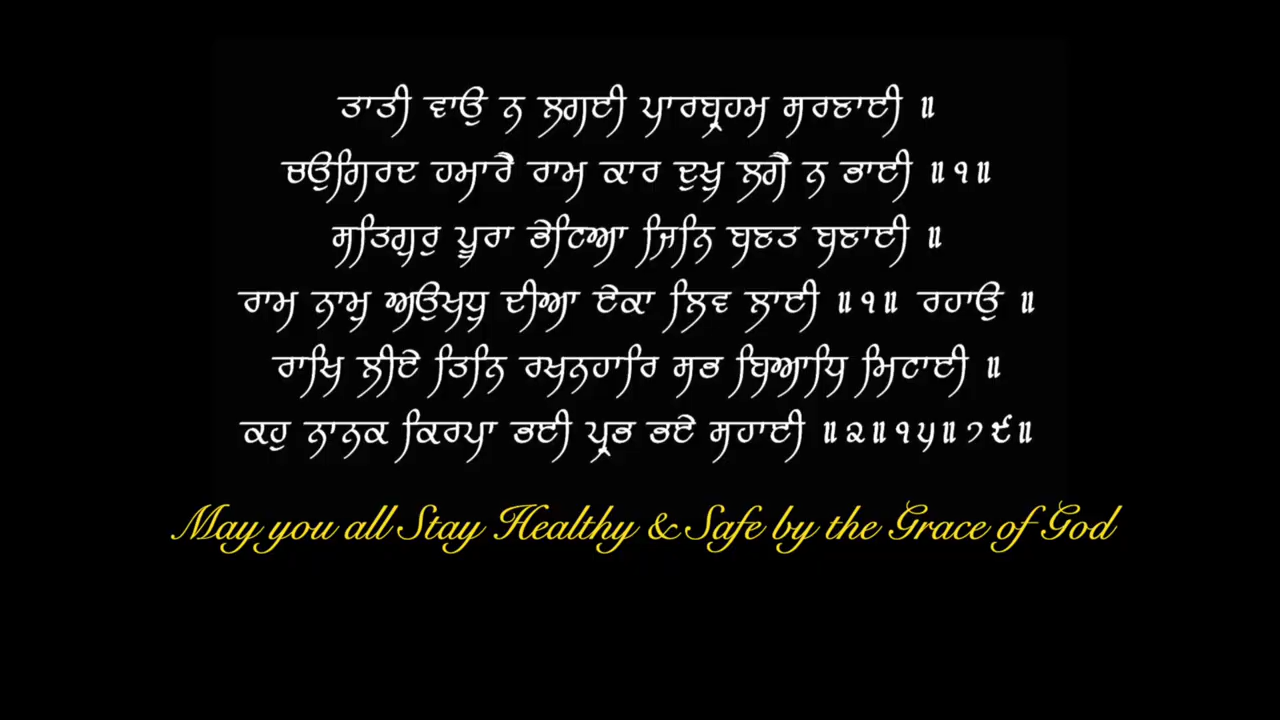 ਤਾਤੀ ਵਾਉ ਨ ਲਗਈ ਪਾਰਬ੍ਰਹਮ ਸਰਣਾਈ ॥
ਚਉਗਿਰਦ ਹਮਾਰੈ ਰਾਮ ਕਾਰ ਦੁਖੁ ਲਗੈ ਨ ਭਾਈ ॥੧॥
ਸਤਿਗੁਰੁ ਪੂਰਾ ਭੇਟਿਆ ਜਿਨਿ ਬਣਤ ਬਣਾਈ ॥
ਰਾਮ ਨਾਮੁ ਅਉਖਧੁ ਦੀਆ ਏਕਾ ਲਿਵ ਲਾਈ ॥੧॥ ਰਹਾਉ ॥
ਰਾਖਿ ਲੀਏ ਤਿਨਿ ਰਖਨਹਾਰਿ ਸਭ ਬਿਆਧਿ ਮਿਟਾਈ ॥
ਕਹੁ ਨਾਨਕ ਕਿਰਪਾ ਭਈ ਪ੍ਰਭ ਭਏ ਸਹਾਈ ॥੨॥੧੫॥੭੯॥
May you all Stay Healthy & Safe by the Grace of God